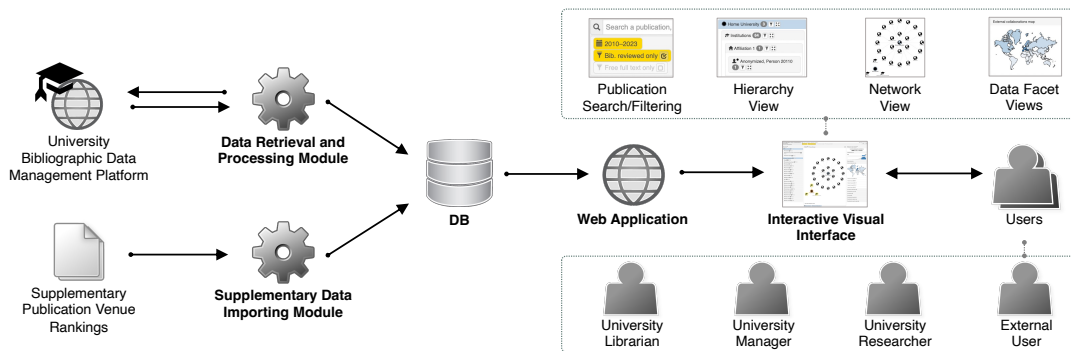 Search a publication,
2010–2023
Bib. reviewed only
Free full text only
Home University
Institutions
Affiliation 1
Anonymized, Person 20710
External collaborations map
Publication
Search/Filtering
Hierarchy
View
Network
View
Data Facet
Views
University
Bibliographic Data
Management Platform
Data Retrieval and
Processing Module
DB
Web Application
Interactive Visual
Interface
Users
Supplementary
Publication Venue
Rankings
Supplementary Data
Importing Module
University
Librarian
University
Manager
University
Researcher
External
User